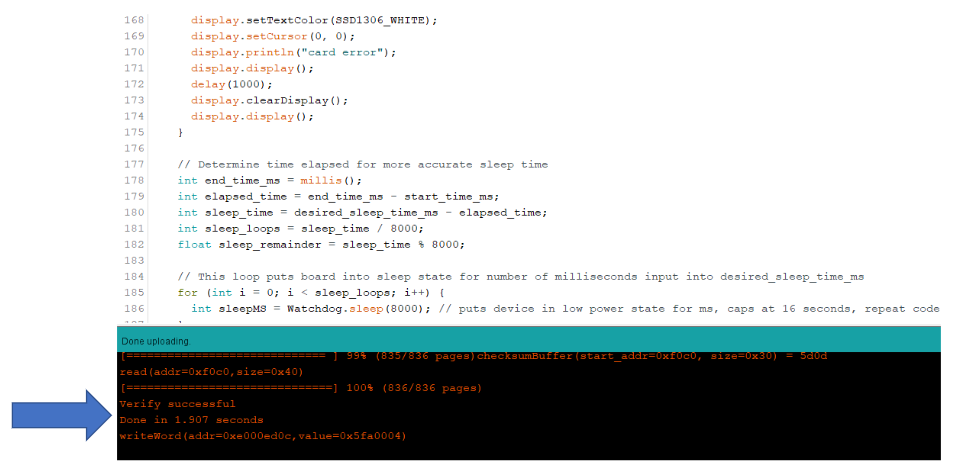 168 display.setTextColor(SSD1306_WHITE);
169 display.setCursor(0, 0);
170 display.println("card error");
171 display.display();
172 delay(1000);
173 display.clearDisplay();
174 display.display();
175 }
176
177 // Determine time elapsed for more accurate sleep time
178 int end_time_ms = millis();
179 int elapsed_time = end_time_ms - start_time_ms;
180 int sleep_time = desired_sleep_time_ms - elapsed_time;
181 int sleep_loops = sleep_time / 8000;
182 float sleep_remainder = sleep_time % 8000;
183
184 // This loop puts board into sleep state for number of milliseconds input into desired_sleep_time_ms
185 for (int i = 0; i < sleep_loops; i++) {
186 int sleepMS = Watchdog.sleep(8000); // puts device in low power state for ms, caps at 16 seconds, repeat code
Done uploading.
[============================= ] 99% (835/836 pages)checksumBuffer(start_addr=0xf0c0, size=0x30) = 5d0d
read(addr=0xf0c0,size=0x40)
[==============================] 100% (836/836 pages)
Verify successful
Done in 1.907 seconds
writeWord(addr=0xe000ed0c,value=0x5fa0004)